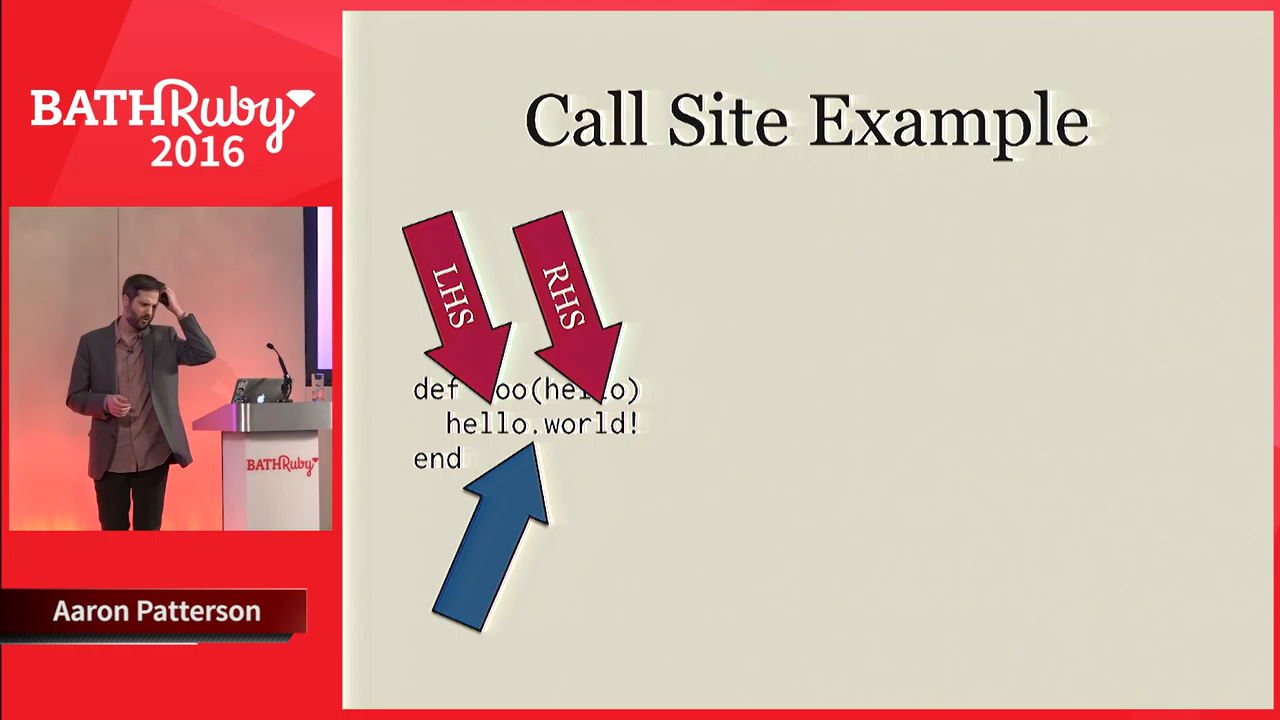 BATHRuby
2016
Call Site Example
LHS
RHS
def foo(hello)
hello.world!
end
BATHRuby
Aaron Patterson